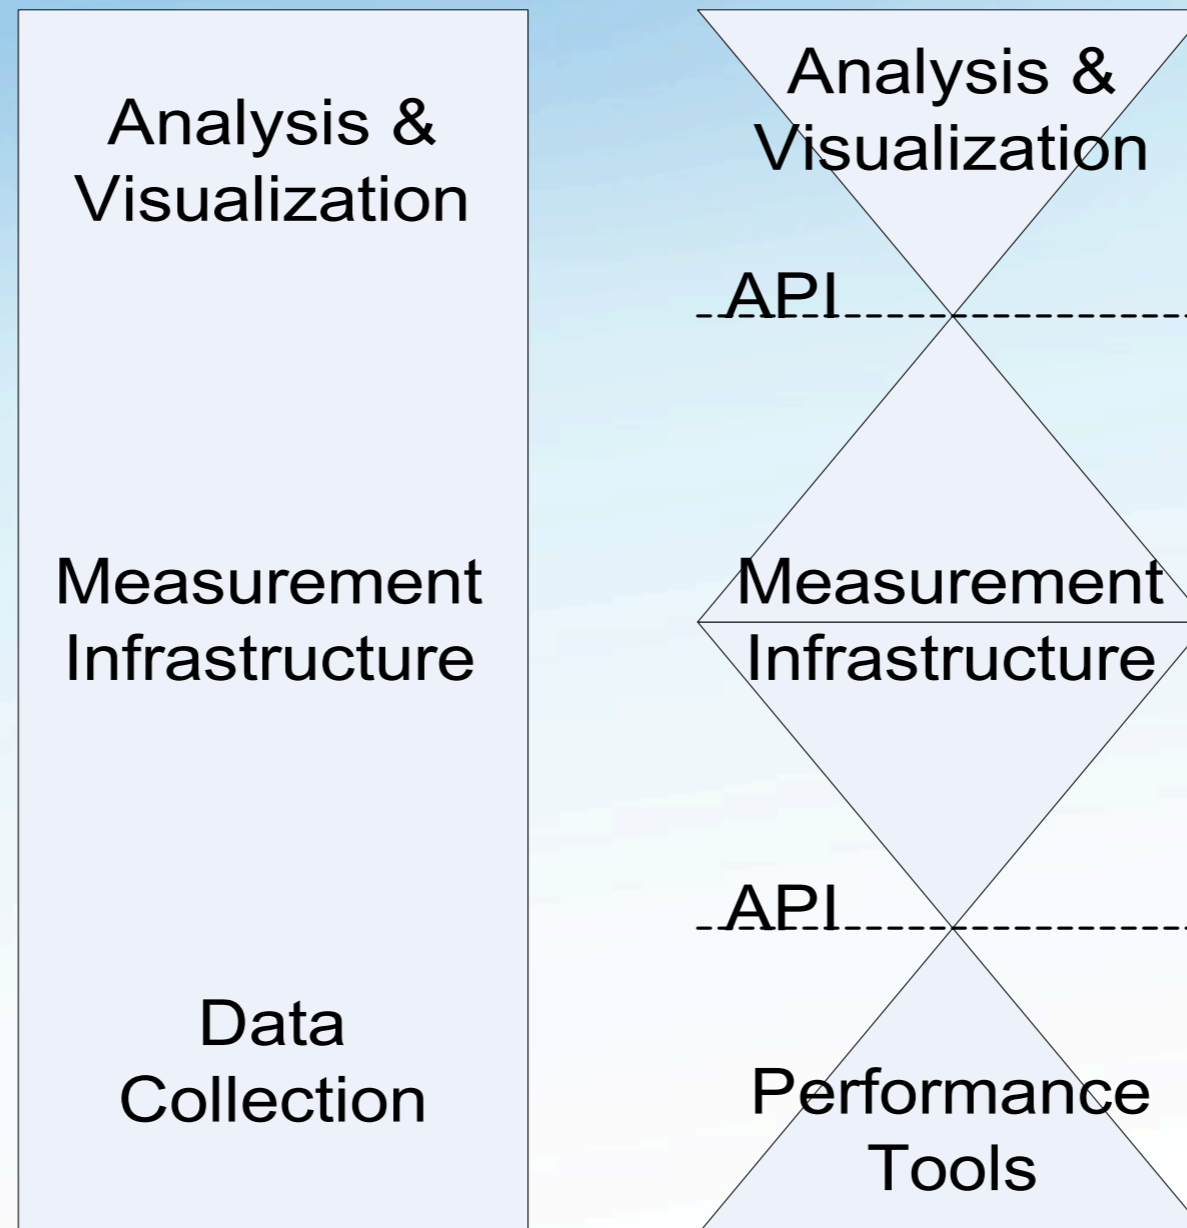 Analysis &
Visualization
Measurement
Infrastructure
Data
Collection
Analysis &
Visualization
API
Measurement
Infrastructure
API
Performance
Tools